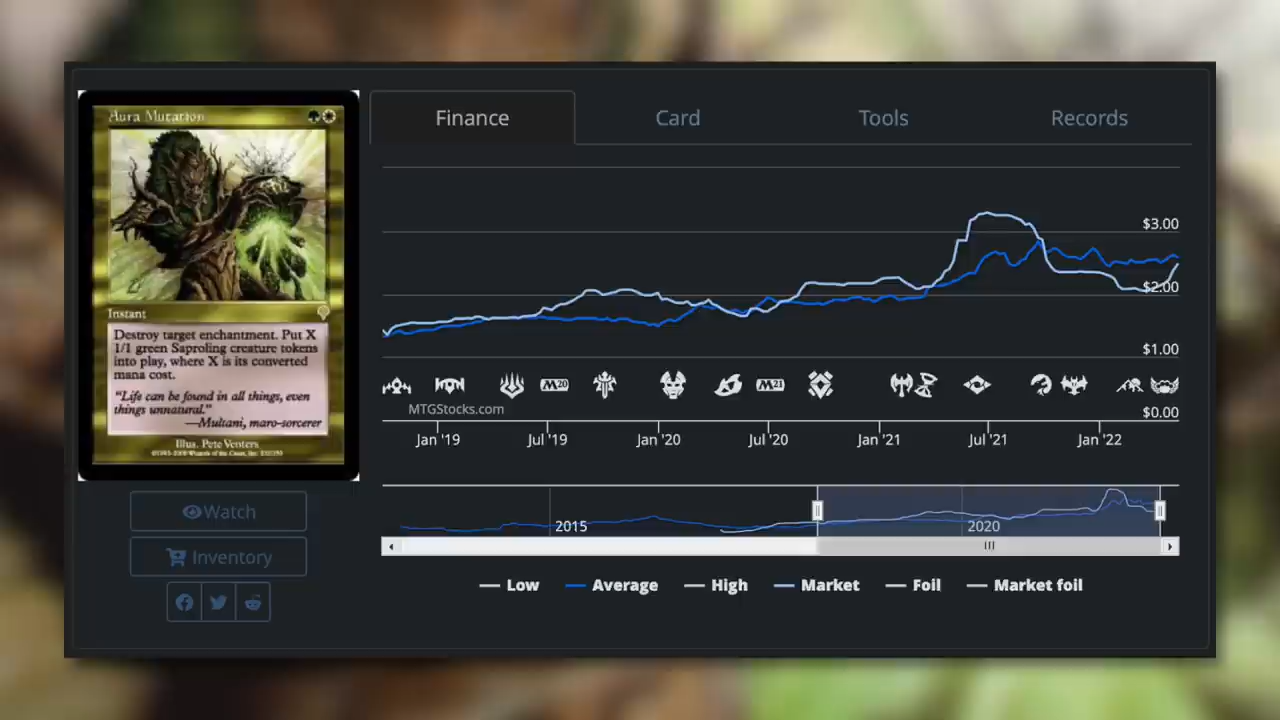 Aura Mutation
Instant
Destroy target enchantment. Put X
1/1 green Saproling creature tokens
into play, where X is its converted
mana cost.
"Life can be found in all things, even
things unnatural."
—Multani, maro-sorcerer
Illus. Pete Venters
Watch
Inventory
Finance
Card
Tools
Records
$3.00
$2.00
$1.00
M20
M21
MTGStocks.com
$0.00
Jan '19
Jul '19
Jan '20
Jul '20
Jan '21
Jul '21
Jan '22
2015
2020
Low
Average
High
Market
Foil
Market foil